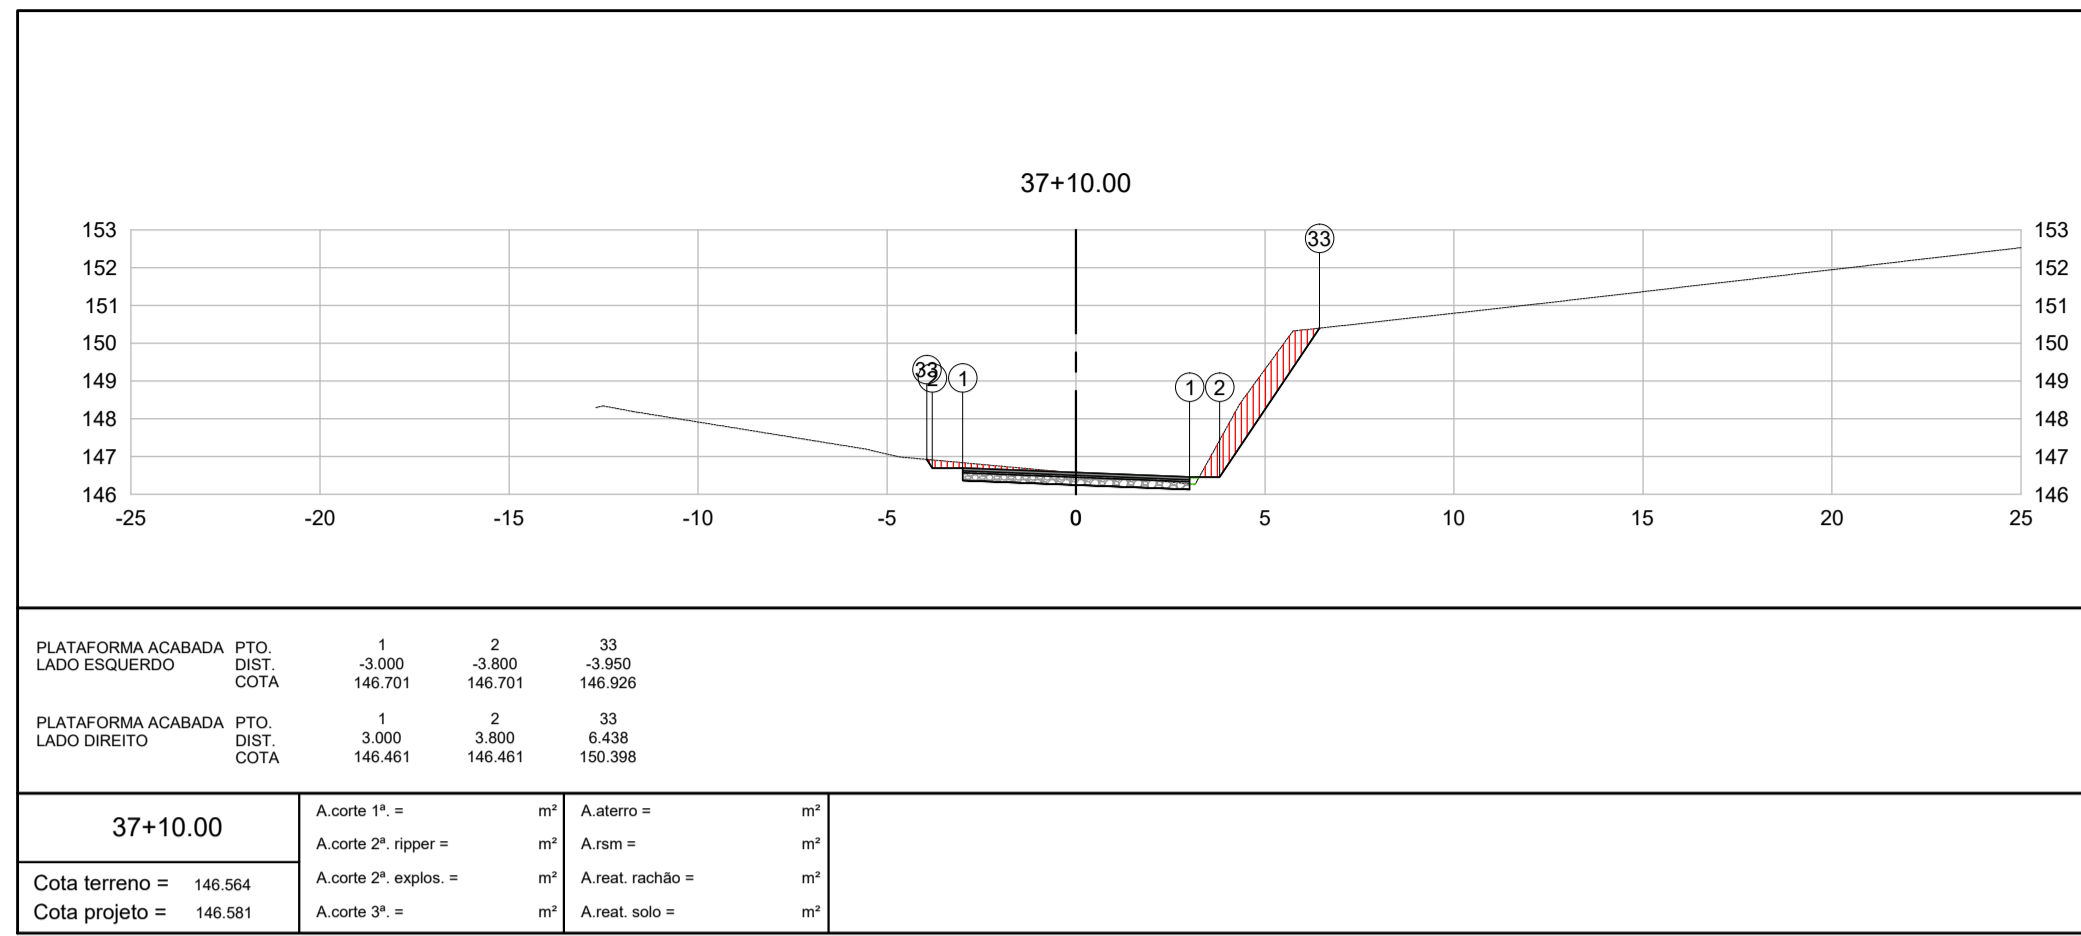 37+10.00
153 153
33
152 152
151 151
150 150
33
149 2 1 1 2 149
148 148
147 147
146 146
-25 -20 -15 -10 -5 0 5 10 15 20 25
PLATAFORMA ACABADA PTO. 1 2 33
LADO ESQUERDO DIST. -3.000 -3.800 -3.950
COTA 146.701 146.701 146.926
PLATAFORMA ACABADA PTO. 1 2 33
LADO DIREITO DIST. 3.000 3.800 6.438
COTA 146.461 146.461 150.398
37+10.00
Cota terreno = 146.564
Cota projeto = 146.581
A.corte 1ª. = m²
A.corte 2ª. ripper = m²
A.corte 2ª. explos. = m²
A.corte 3ª. = m²
A.aterro = m²
A.rsm = m²
A.reat. rachão = m²
A.reat. solo = m²